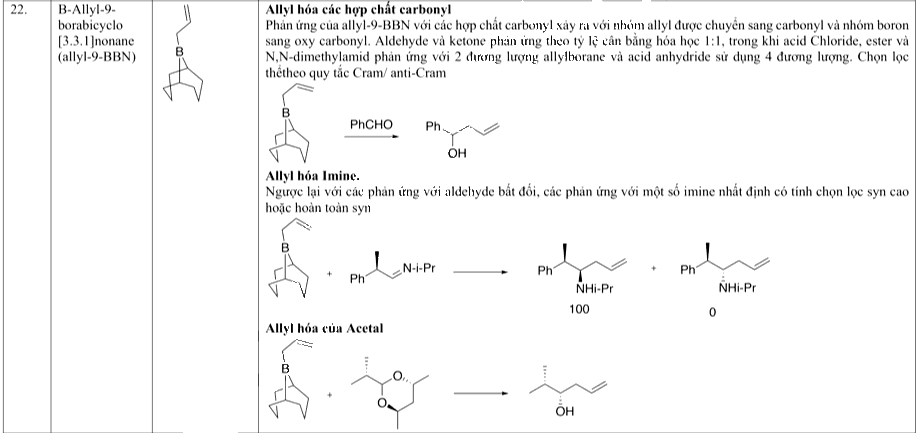 22.
B-Allyl-9-
borabicyclo
[3.3.1]nonane
(allyl-9-BBN)
B
Allyl hóa các hợp chất carbonyl
Phản ứng của allyl-9-BBN với các hợp chất carbonyl xảy ra với nhóm allyl được chuyển sang carbonyl và nhóm boron
sang oxy carbonyl. Aldehyde và ketone phản ứng theo tỷ lệ cân bằng hóa học 1:1, trong khi acid Chloride, ester và
N,N-dimethylamid phản ứng với 2 đương lượng allylborane và acid anhydride sử dụng 4 đương lượng. Chọn lọc
thểtheo quy tắc Cram/ anti-Cram
B
PhCHO
Ph
OH
Allyl hóa Imine.
Ngược lại với các phản ứng với aldehyde bất đối, các phản ứng với một số imine nhất định có tính chọn lọc syn cao
hoặc hoàn toàn syn
B
+
Ph
N-i-Pr
Ph
NHi-Pr
100
+
Ph
NHi-Pr
0
Allyl hóa của Acetal
B
+
O
O
OH